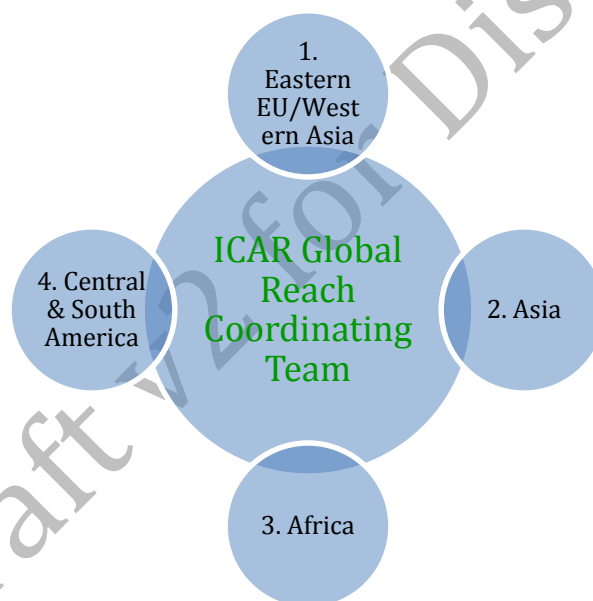 1.
Eastern
EU/West
ern Asia
ICAR Global
Reach
Coordinating
Team
4. Central
& South
America
2. Asia
3. Africa
raft v2 for Dis